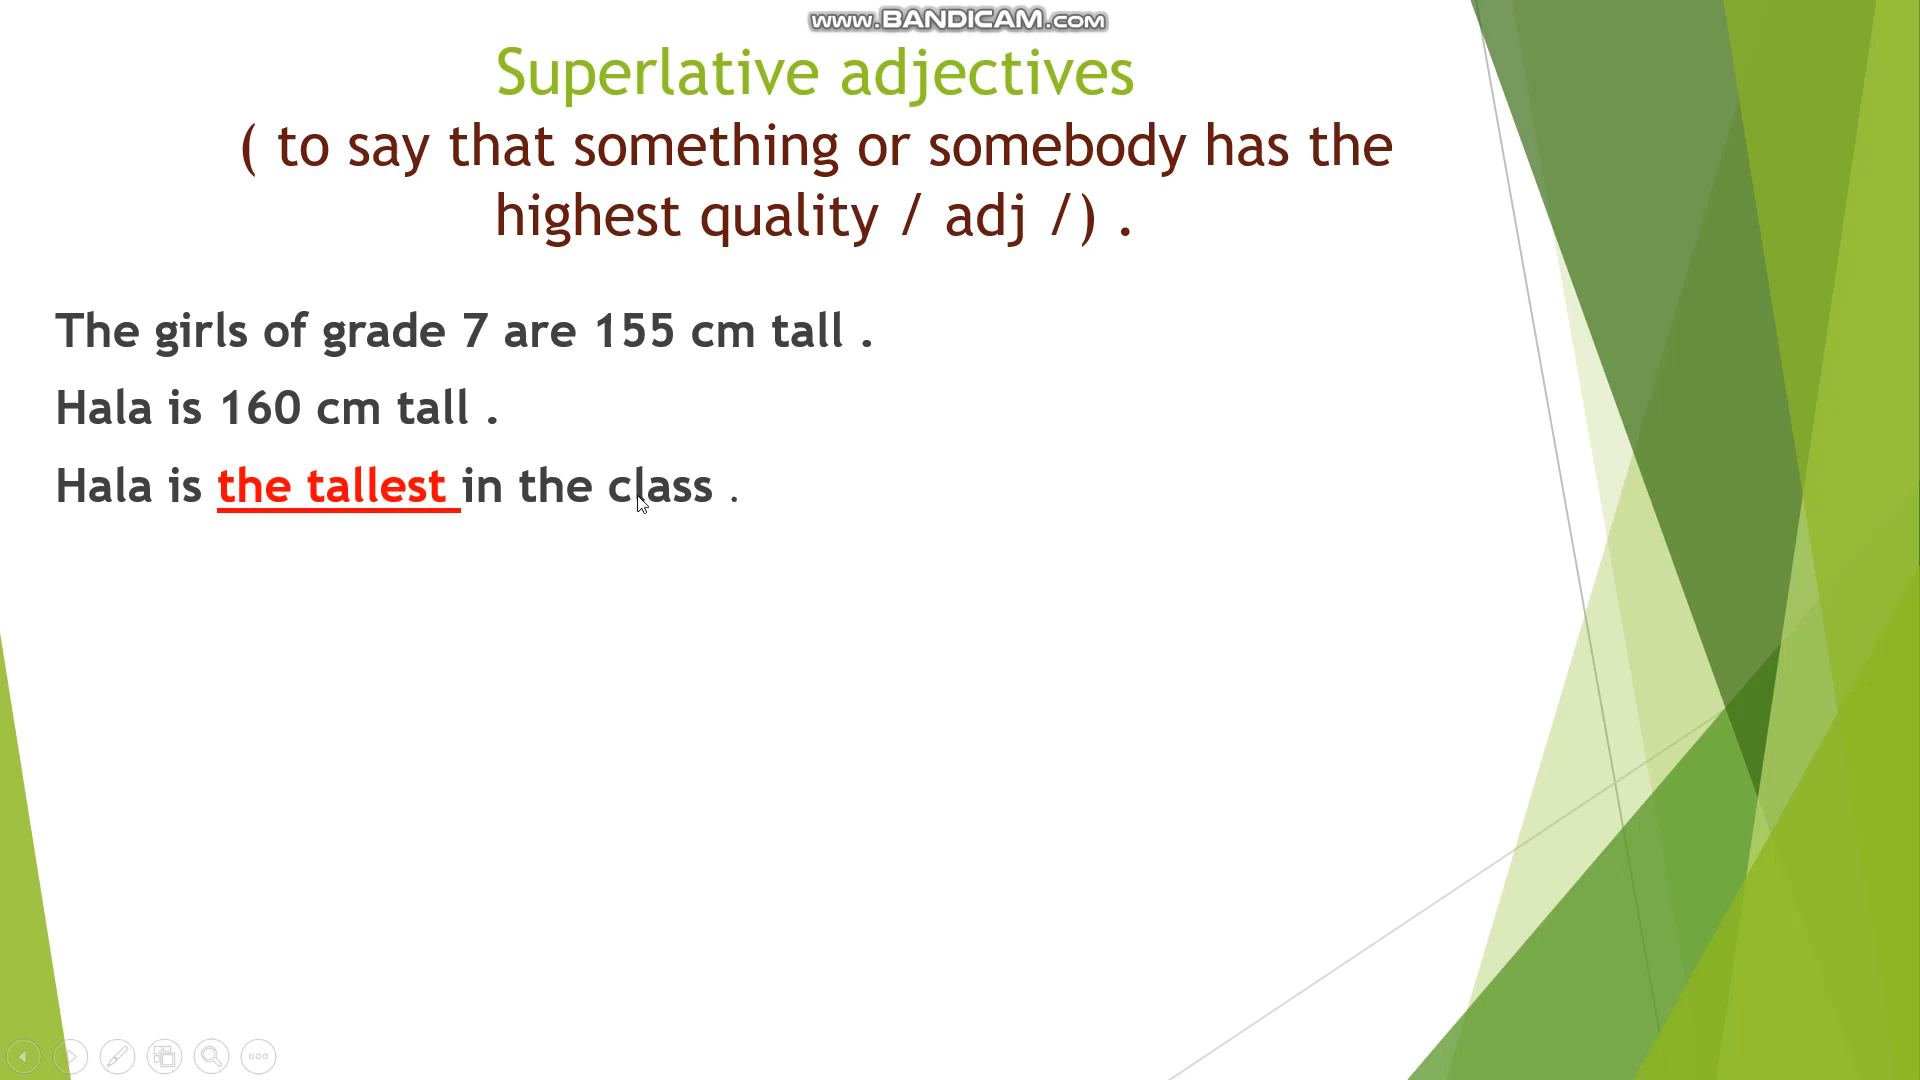 www.BANDICAM.com
Superlative adjectives
( to say that something or somebody has the
highest quality / adj /) .
The girls of grade 7 are 155 cm tall .
Hala is 160 cm tall .
Hala is the tallest in the class .